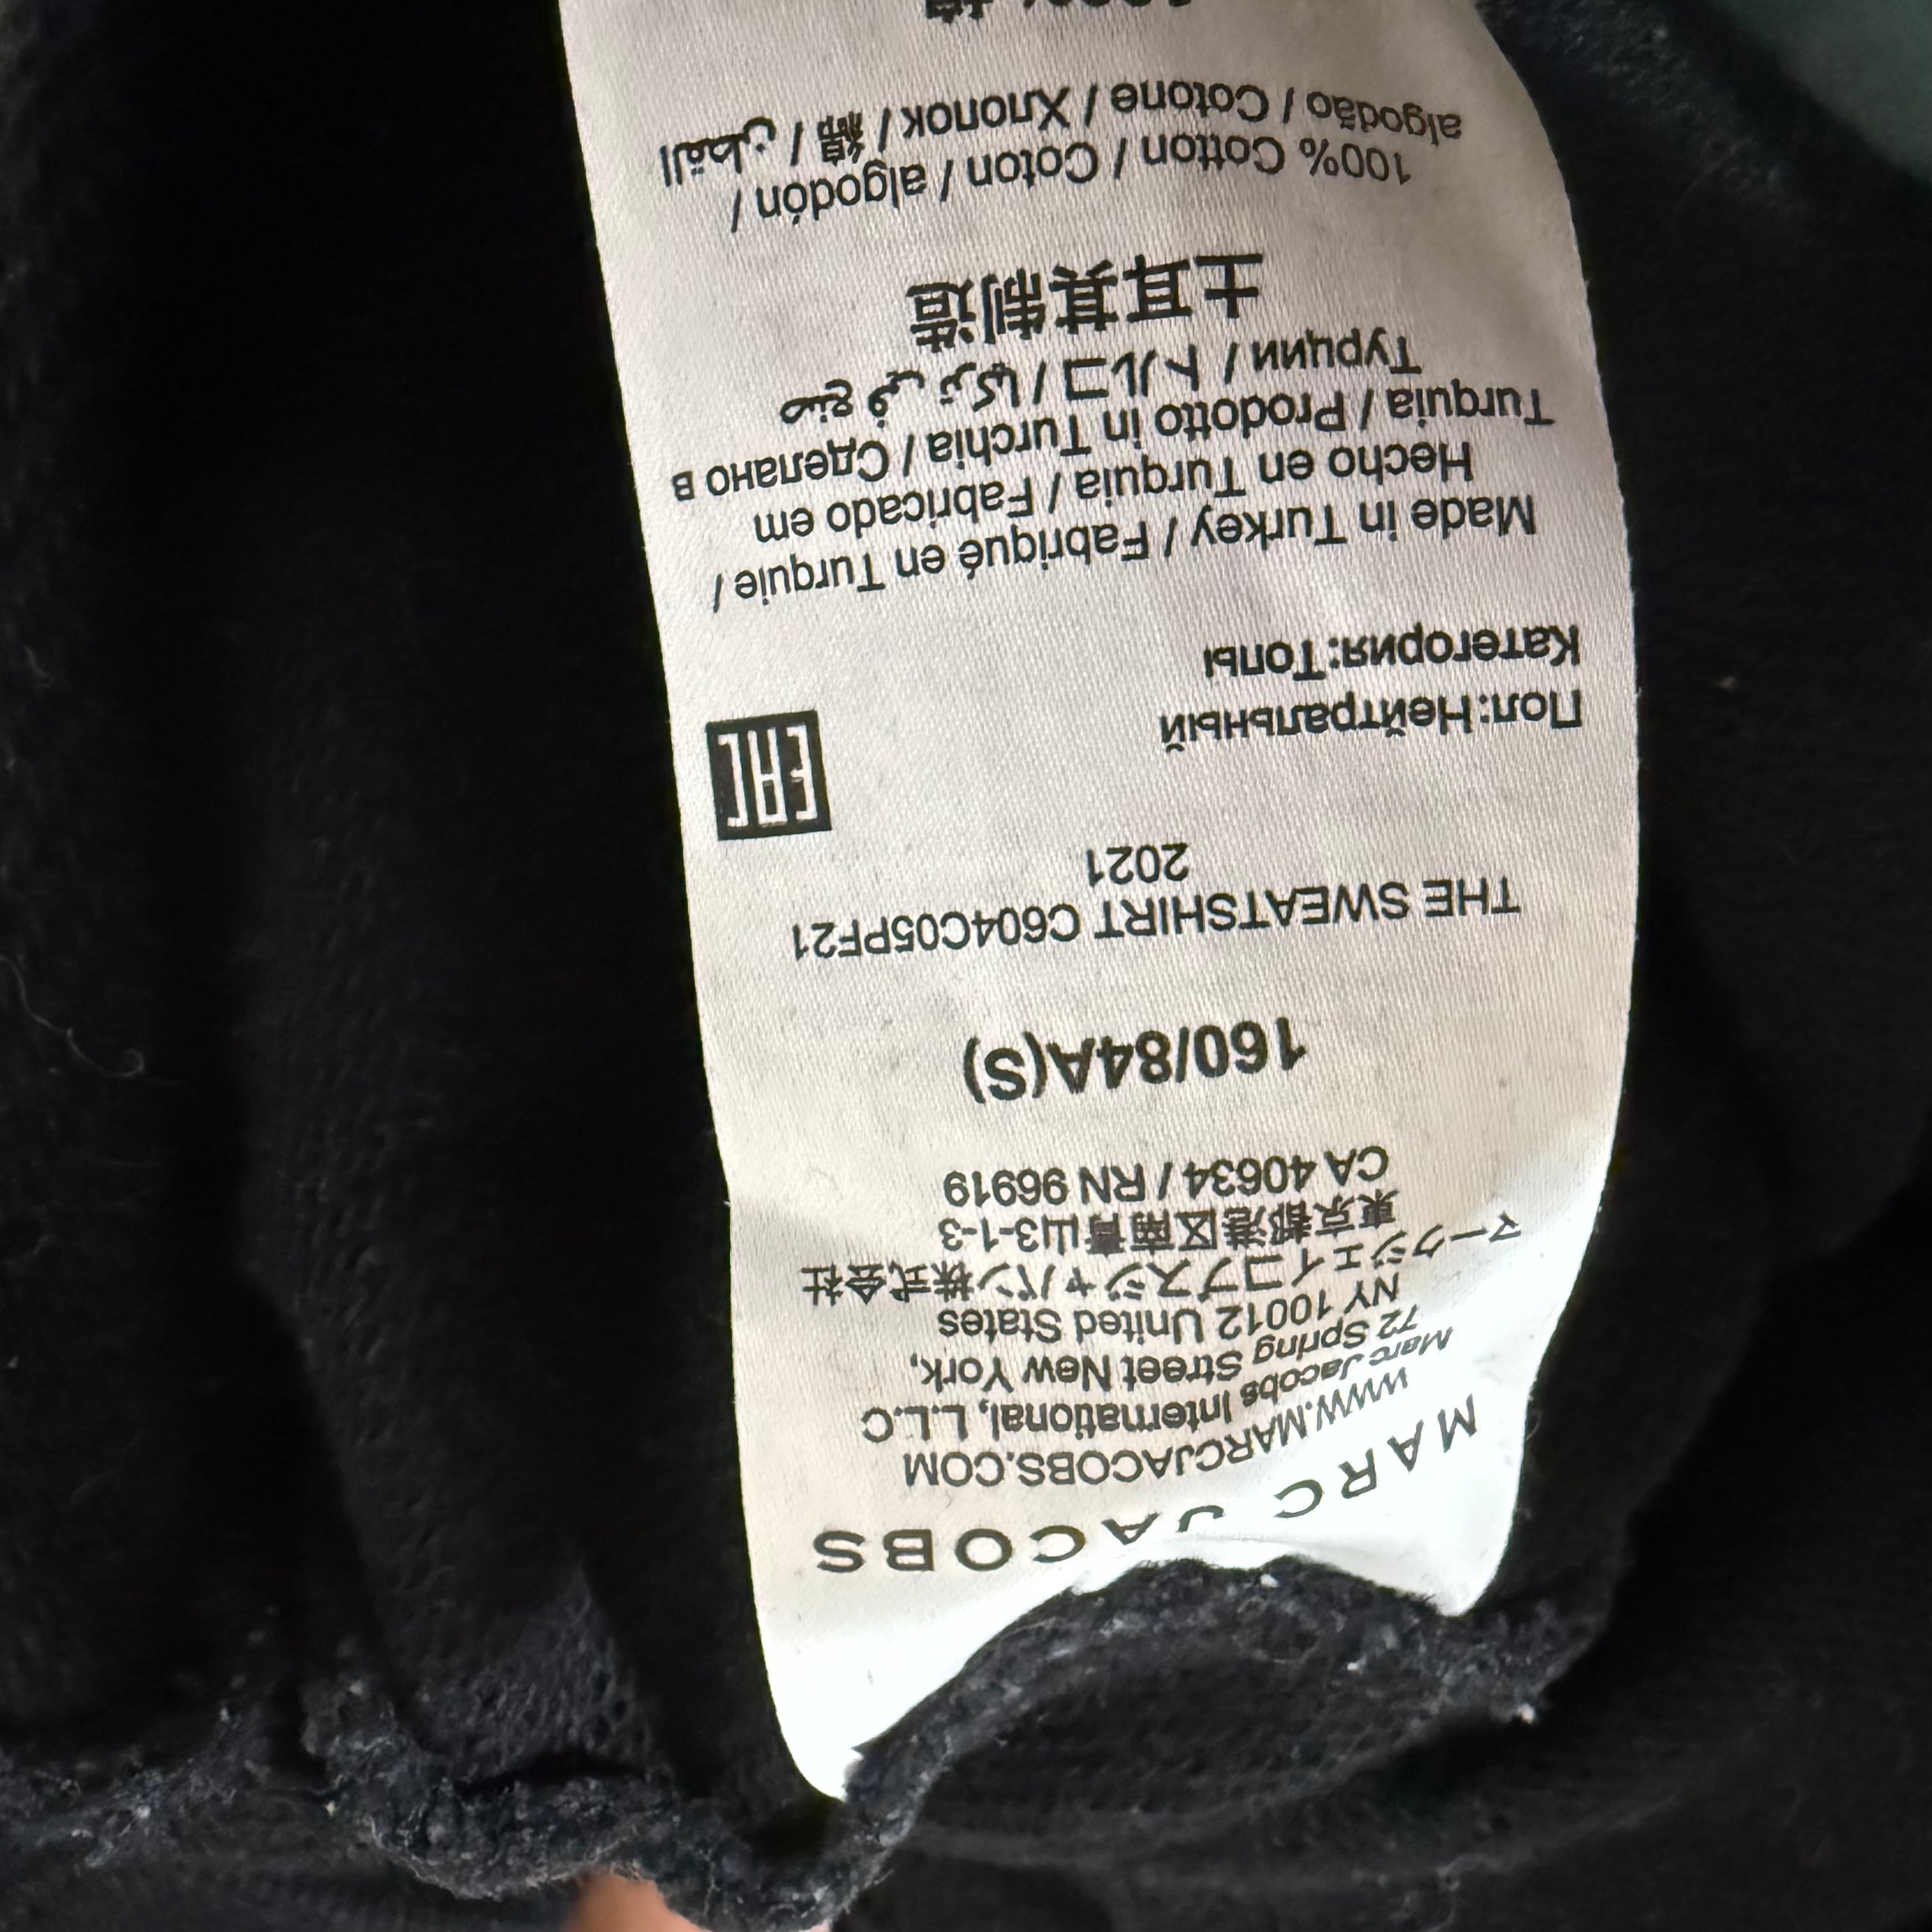 MARC JACOBS
WWW.MARCJACOBS.COM
Marc Jacobs International, L.L.C
72 Spring Street New York,
NY 10012 United States
マークジェイコブスジャパン株式会社
東京都港区南青山3-1-3
CA 40634 / RN 96919
160/84A(S)
THE SWEATSHIRT C604C05PF21
2021
EAC
Пол:Нейтральный
Категория:Топы
Made in Turkey / Fabriqué en Turquie /
Hecho en Turquia / Fabricado em
Turquia / Prodotto in Turchia / Сделано в
Турции / トルコ / صنع في تركيا
土耳其制造
100% Cotton / Coton / algodón /
algodão / Cotone / Хлопок / 綿 / القطن